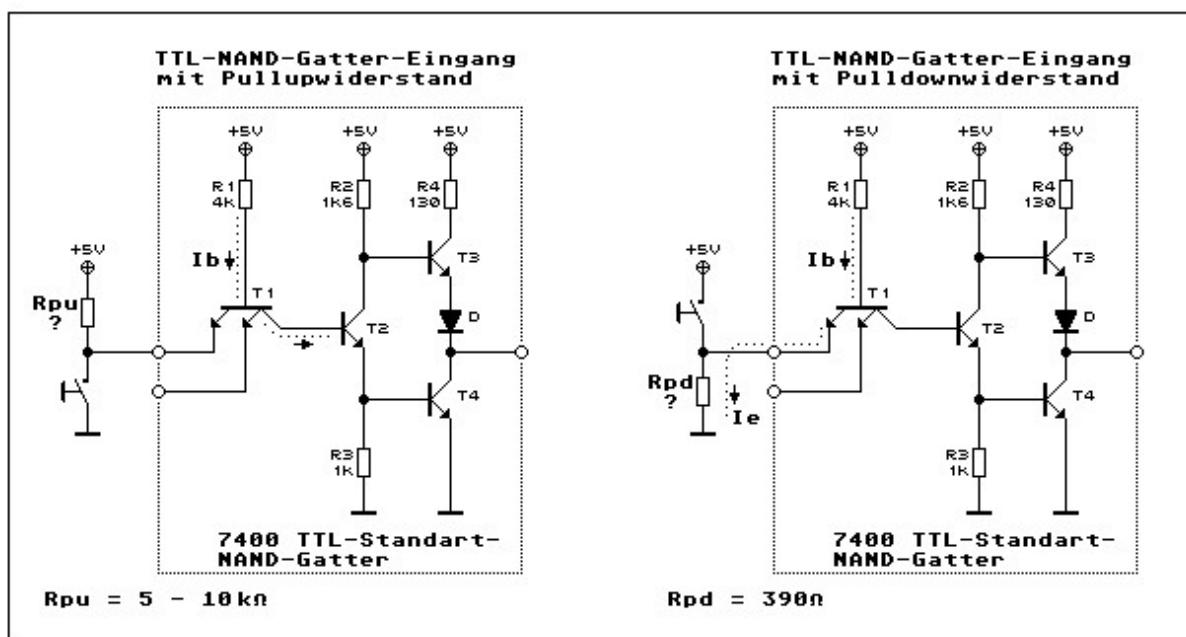 TTL-NAND-Gatter-Eingang
mit Pullupwiderstand
+5V
+5V
+5V
R1
4k
R2
1k6
R4
130
+5V
Ib
T3
Rpu
?
T1
T2
D
T4
R3
1k
7400 TTL-Standart-
NAND-Gatter
Rpu = 5 - 10kΩ
TTL-NAND-Gatter-Eingang
mit Pulldownwiderstand
+5V
+5V
+5V
R1
4k
R2
1k6
R4
130
+5V
Ib
T3
T1
T2
D
Rpd
?
Ie
T4
R3
1k
7400 TTL-Standart-
NAND-Gatter
Rpd = 390Ω